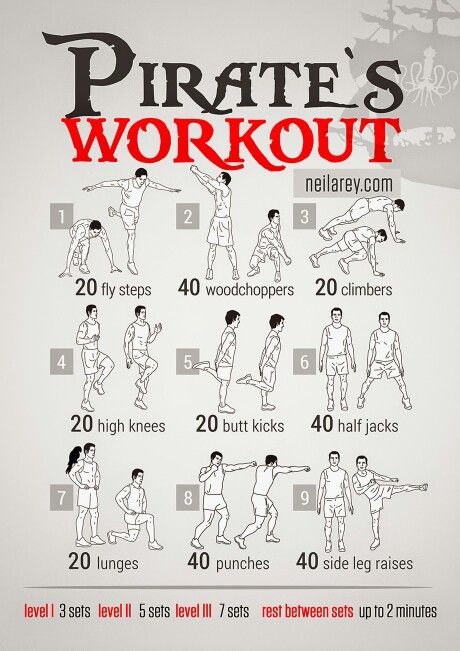 PIRATE`S
WORKOUT
neilarey.com
1
2
3
20 fly steps
40 woodchoppers
20 climbers
4
5
6
20 high knees
20 butt kicks
40 half jacks
7
8
9
20 lunges
40 punches
40 side leg raises
level I 3 sets level II 5 sets level III 7 sets rest between sets up to 2 minutes